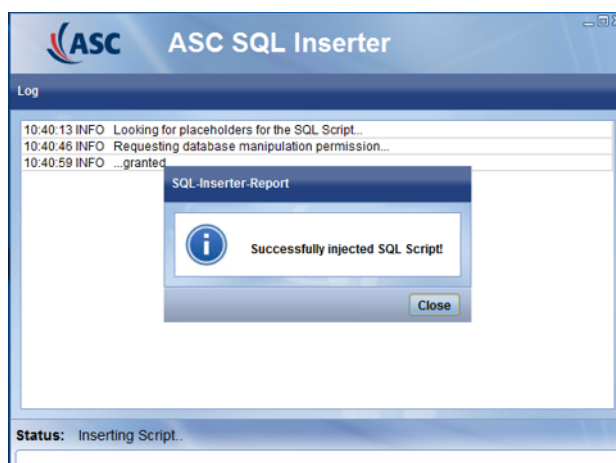 ASC ASC SQL Inserter
Log
10:40:13 INFO Looking for placeholders for the SQL Script...
10:40:46 INFO Requesting database manipulation permission...
10:40:59 INFO ...granted
SQL-Inserter-Report
Successfully injected SQL Script!
Close
Status: Inserting Script..